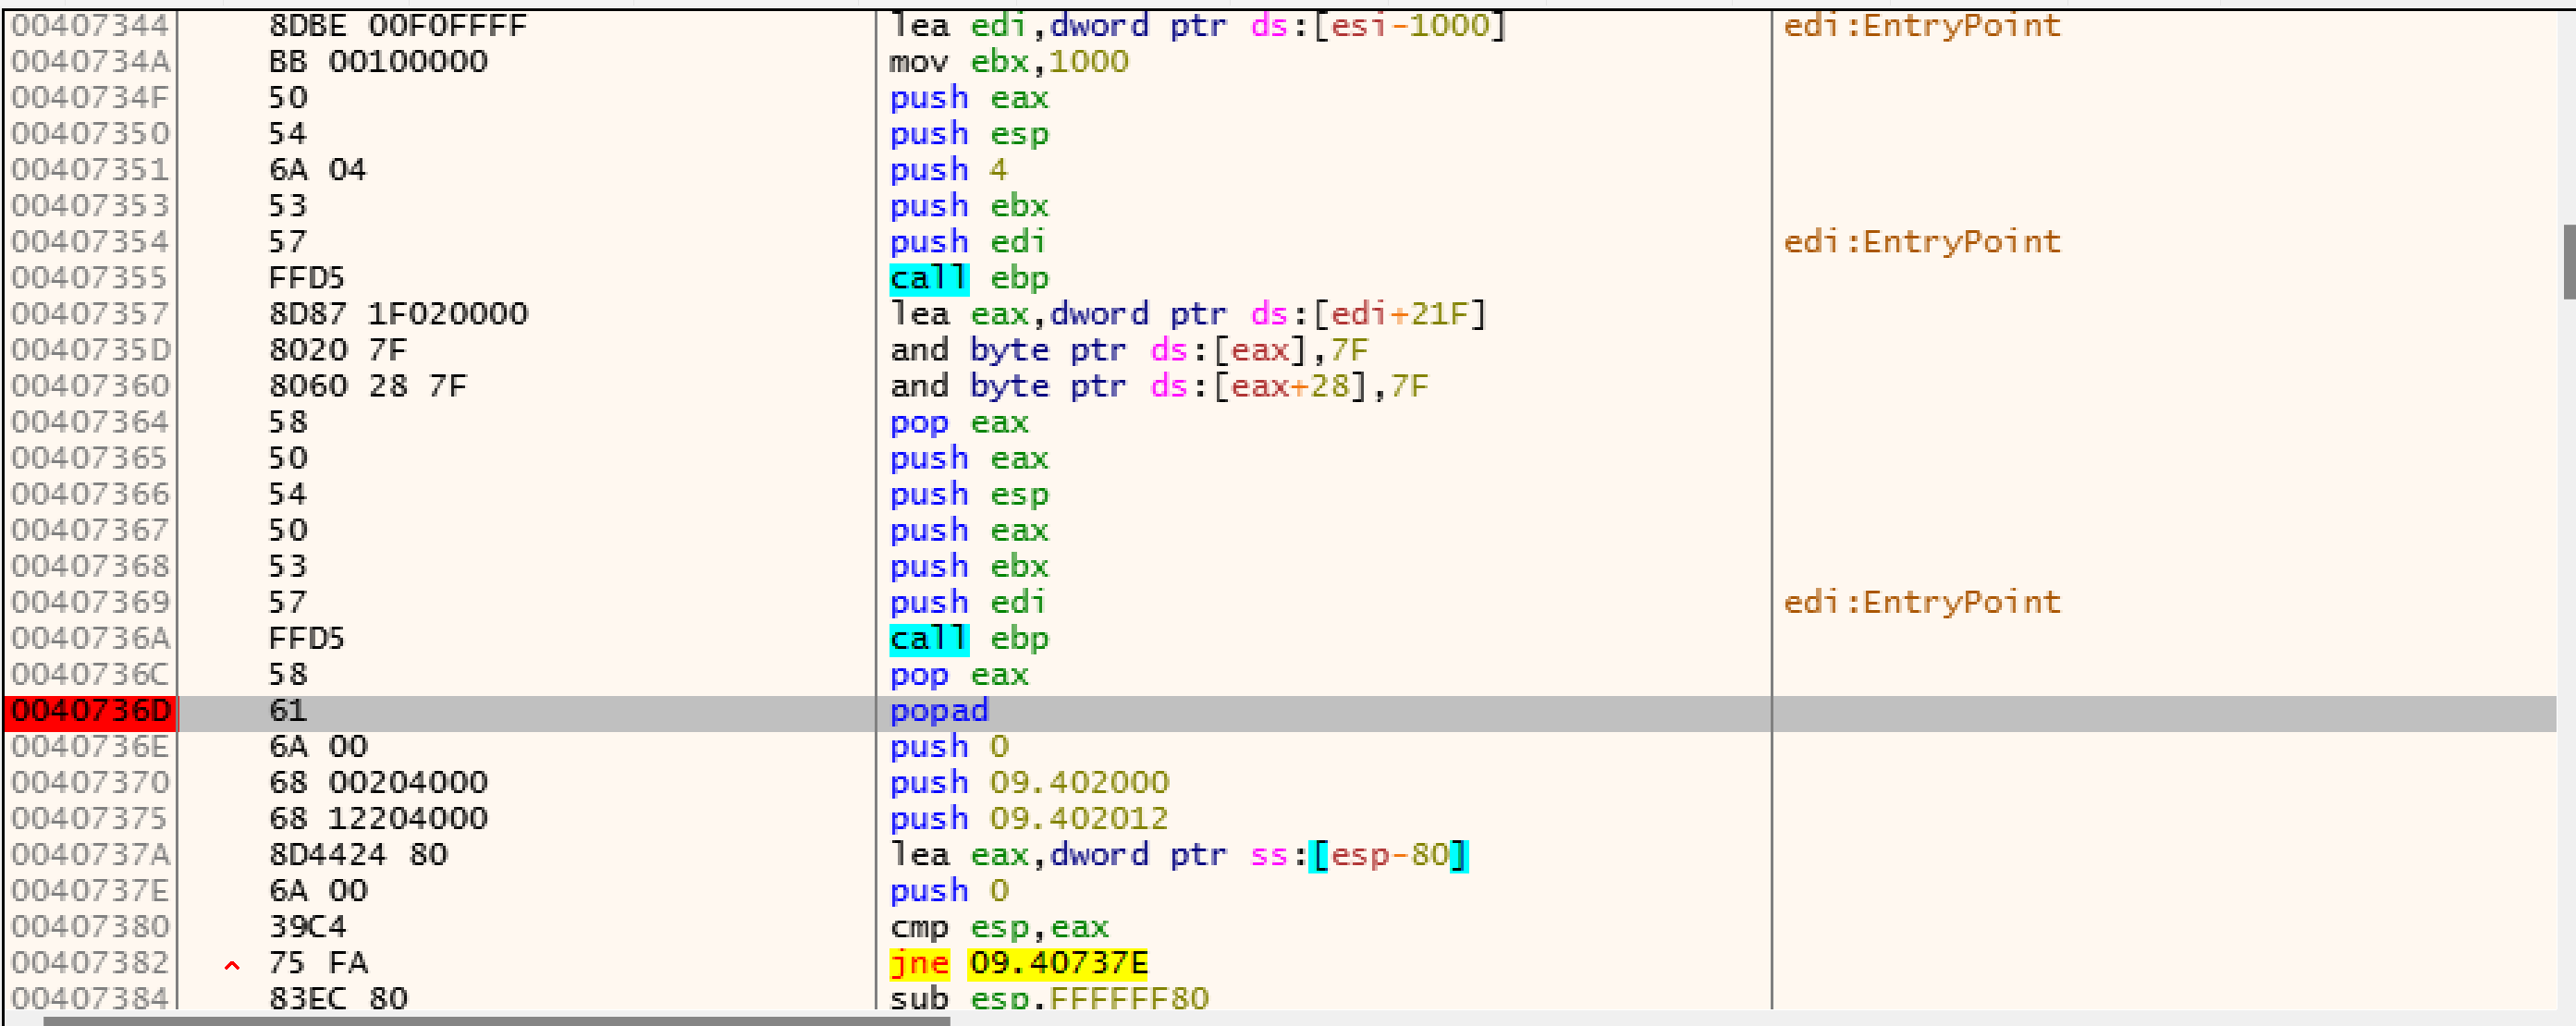 00407344 8DBE 00F0FFFF lea edi,dword ptr ds:[esi-1000] edi:EntryPoint
0040734A BB 00100000 mov ebx,1000
0040734F 50 push eax
00407350 54 push esp
00407351 6A 04 push 4
00407353 53 push ebx
00407354 57 push edi edi:EntryPoint
00407355 FFD5 call ebp
00407357 8D87 1F020000 lea eax,dword ptr ds:[edi+21F]
0040735D 8020 7F and byte ptr ds:[eax],7F
00407360 8060 28 7F and byte ptr ds:[eax+28],7F
00407364 58 pop eax
00407365 50 push eax
00407366 54 push esp
00407367 50 push eax
00407368 53 push ebx
00407369 57 push edi edi:EntryPoint
0040736A FFD5 call ebp
0040736C 58 pop eax
0040736D 61 popad
0040736E 6A 00 push 0
00407370 68 00204000 push 09.402000
00407375 68 12204000 push 09.402012
0040737A 8D4424 80 lea eax,dword ptr ss:[esp-80]
0040737E 6A 00 push 0
00407380 39C4 cmp esp,eax
00407382 ^ 75 FA jne 09.40737E
00407384 83EC 80 sub esp,FFFFFF80